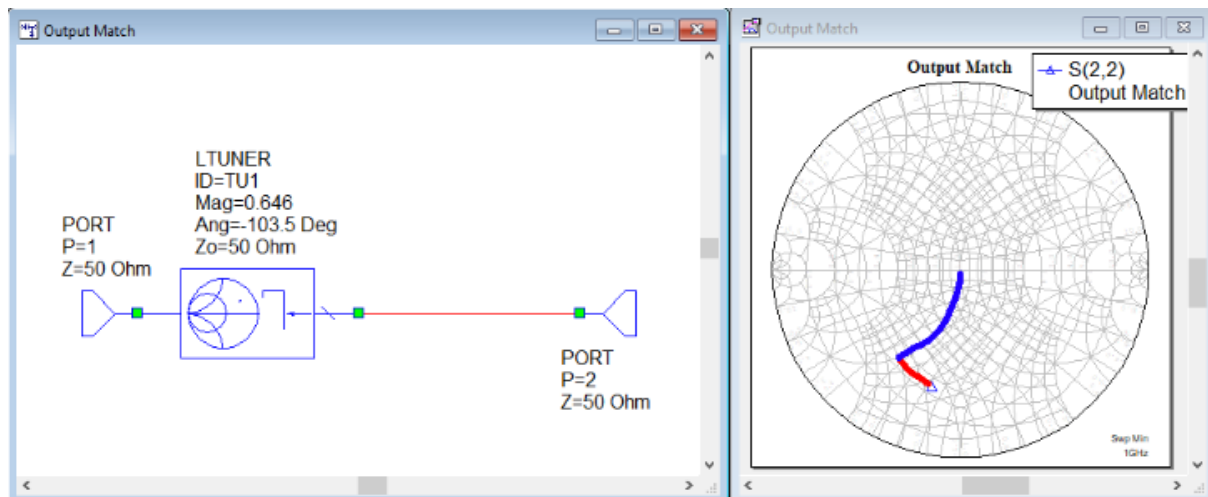 Output Match
LTUNER
ID=TU1
Mag=0.646
Ang=-103.5 Deg
Zo=50 Ohm
PORT
P=1
Z=50 Ohm
PORT
P=2
Z=50 Ohm
Output Match
Output Match
S(2,2)
Output Match
Swp Min
1GHz